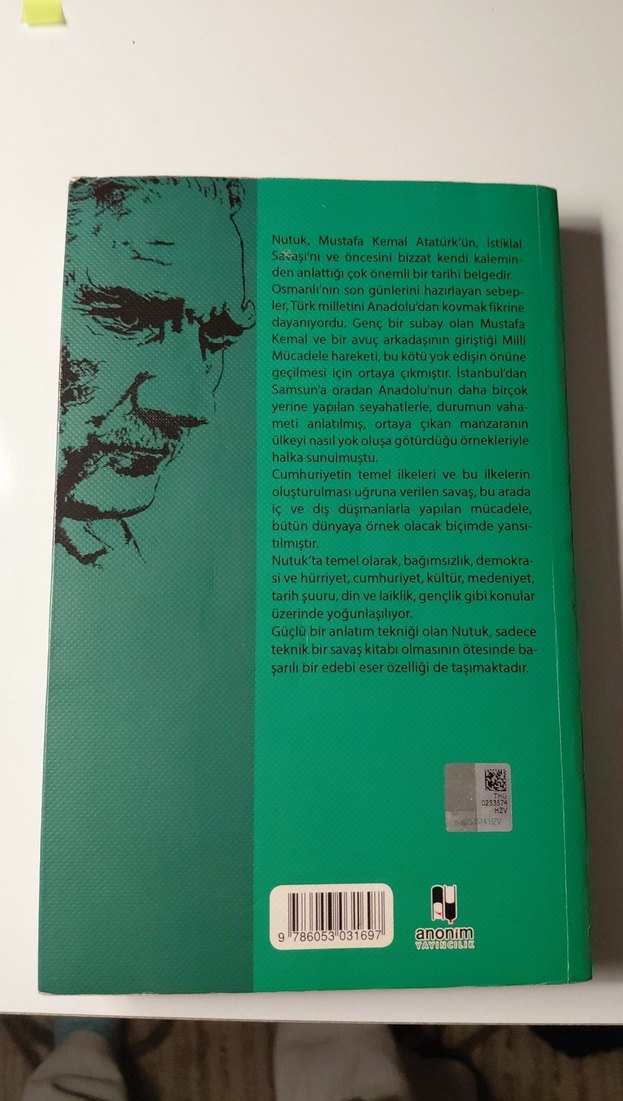 Nutuk, Mustafa Kemal Atatürk'ün, İstiklal
Savaşı'nı ve öncesini bizzat kendi kalemin-
den anlattığı çok önemli bir tarihi belgedir.
Osmanlı'nın son günlerini hazırlayan sebep-
ler, Türk milletini Anadolu'dan kovmak fikrine
dayanıyordu. Genç bir subay olan Mustafa
Kemal ve bir avuç arkadaşının giriştiği Milli
Mücadele hareketi, bu kötü yok edişin önüne
geçilmesi için ortaya çıkmıştır. İstanbul'dan
Samsun'a oradan Anadolu'nun daha birçok
yerine yapılan seyahatlerle, durumun vaha-
meti anlatılmış, ortaya çıkan manzaranın
ülkeyi nasıl yok oluşa götürdüğü örnekleriyle
halka sunulmuştu.
Cumhuriyetin temel ilkeleri ve bu ilkelerin
oluşturulması uğruna verilen savaş, bu arada
iç ve dış düşmanlarla yapılan mücadele,
bütün dünyaya örnek olacak biçimde yansı-
tılmıştır.
Nutuk'ta temel olarak, bağımsızlık, demokra-
si ve hürriyet, cumhuriyet, kültür, medeniyet,
tarih şuuru, din ve laiklik, gençlik gibi konular
üzerinde yoğunlaşılıyor.
Güçlü bir anlatım tekniği olan Nutuk, sadece
teknik bir savaş kitabı olmasının ötesinde ba-
şarılı bir edebi eser özelliği de taşımaktadır.
0253574
HZV
9 786053 031697
anonim
YAYINCILIK